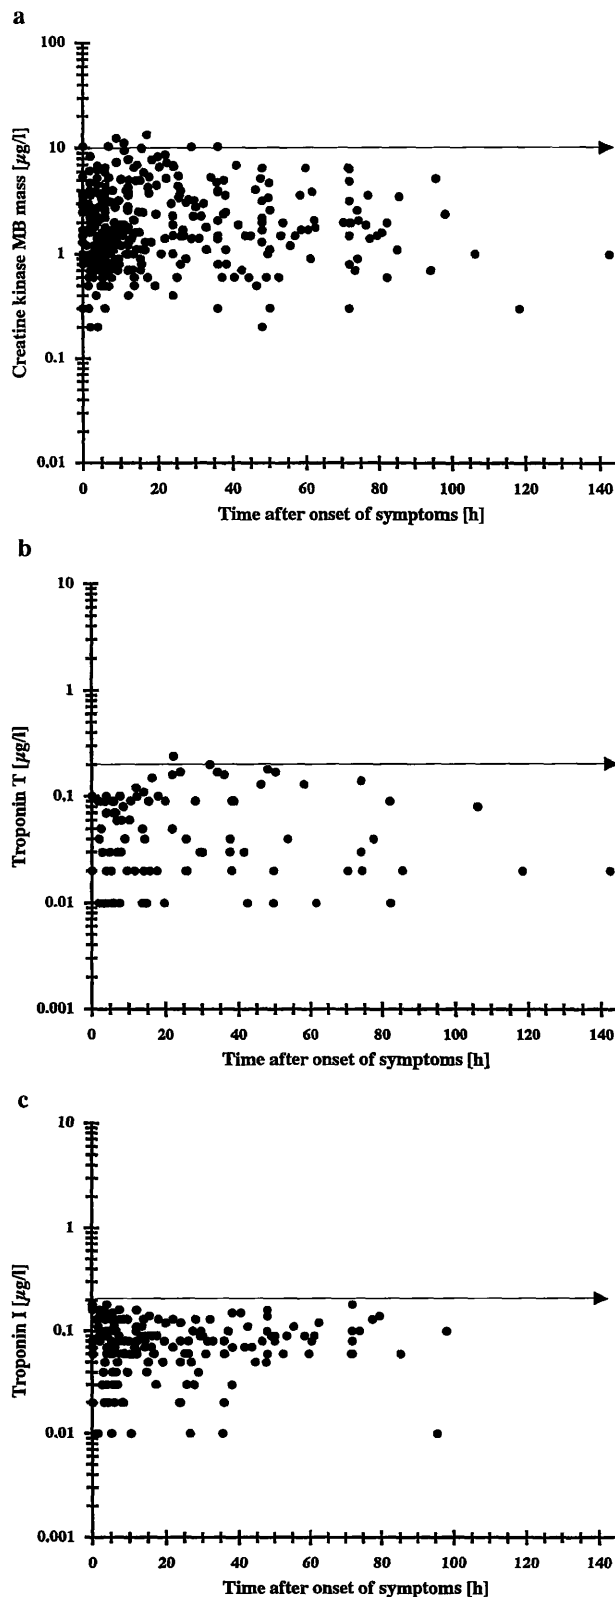 a
100
10
1
0.1
0.01
Creatine kinase MB mass [µg/l]
0 20 40 60 80 100 120 140
Time after onset of symptoms [h]
b
10
1
0.1
0.01
0.001
Troponin T [µg/l]
0 20 40 60 80 100 120 140
Time after onset of symptoms [h]
c
10
1
0.1
0.01
0.001
Troponin I [µg/l]
0 20 40 60 80 100 120 140
Time after onset of symptoms [h]